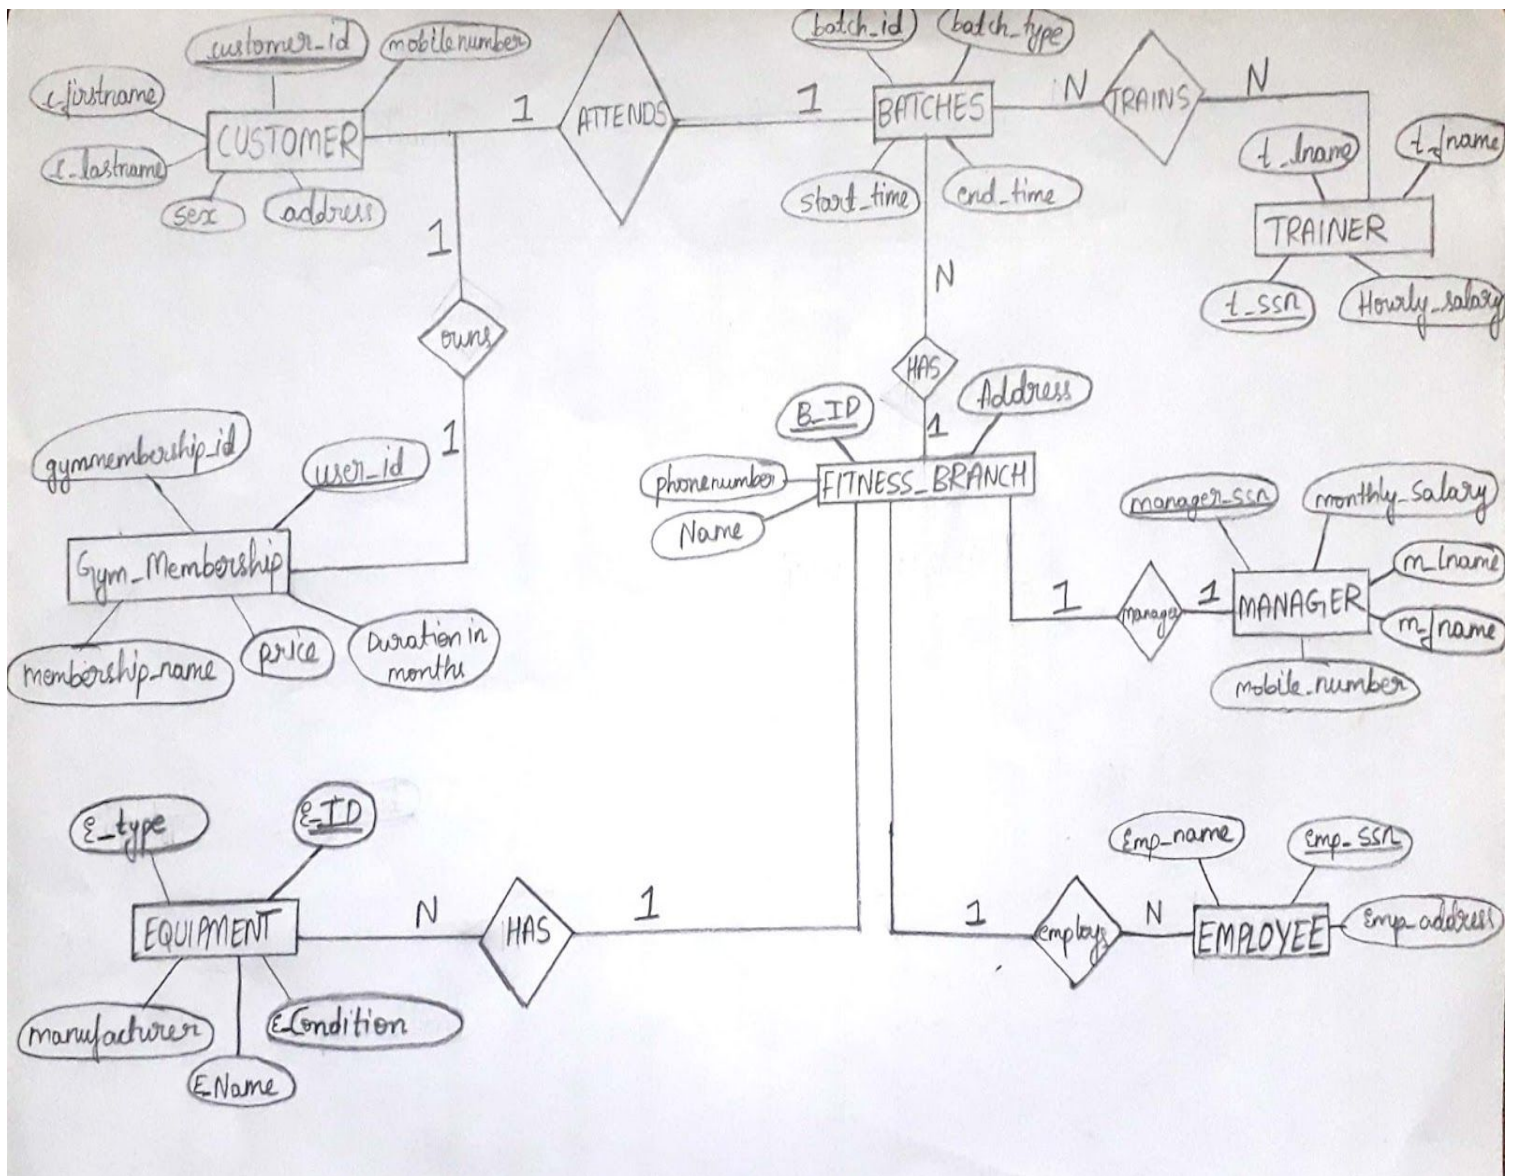 customer_id
mobilenumber
c_firstname
CUSTOMER
c_lastname
sex
address
1
ATTENDS
1
batch_id
batch_type
BATCHES
start_time
end_time
N
TRAINS
N
t_lname
t_fname
TRAINER
t_ssn
Hourly_salary
1
owns
1
N
HAS
1
gymmembership_id
user_id
Gym_Membership
membership_name
price
Duration in
months
B_ID
Address
phonenumber
FITNESS_BRANCH
Name
manager_ssn
monthly_salary
m_lname
1
manages
1
MANAGER
m_fname
mobile_number
E_type
E_ID
EQUIPMENT
N
HAS
1
manufacturer
E_Condition
E_Name
Emp_name
Emp_SSN
1
employs
N
EMPLOYEE
Emp_address